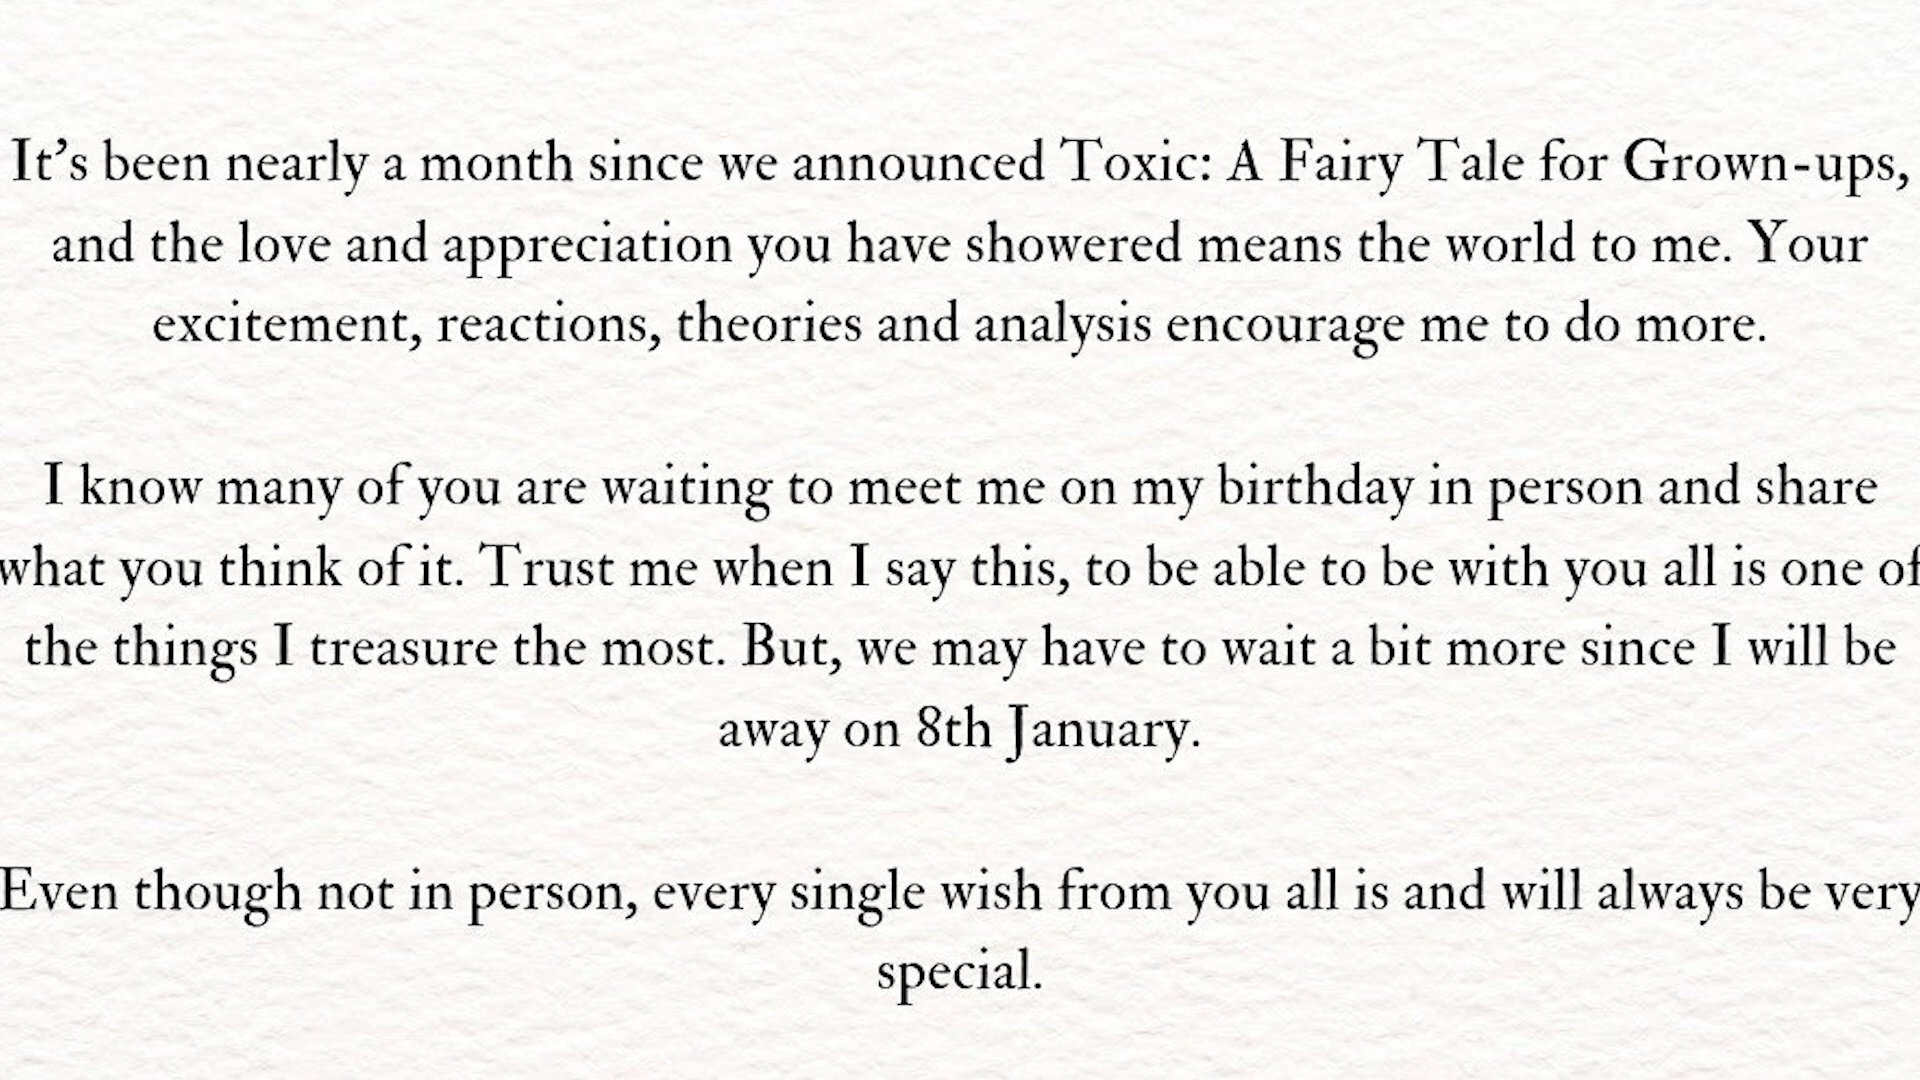 It’s been nearly a month since we announced Toxic: A Fairy Tale for Grown-ups,
and the love and appreciation you have showered means the world to me. Your
excitement, reactions, theories and analysis encourage me to do more.
I know many of you are waiting to meet me on my birthday in person and share
what you think of it. Trust me when I say this, to be able to be with you all is one of
the things I treasure the most. But, we may have to wait a bit more since I will be
away on 8th January.
Even though not in person, every single wish from you all is and will always be very
special.